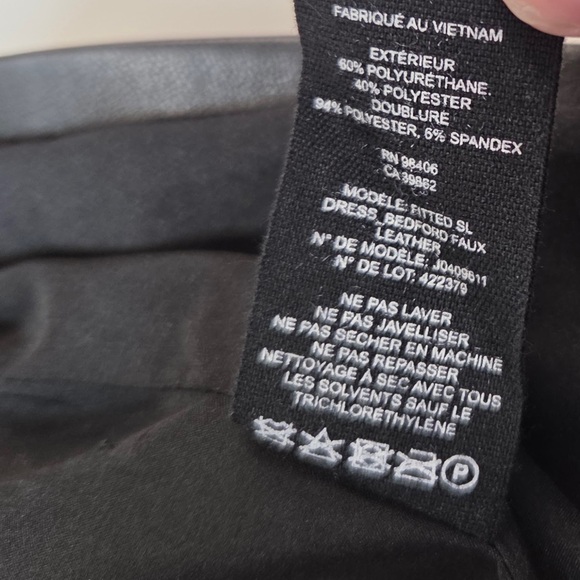 FABRIQUÉ AU VIETNAM
EXTÉRIEUR
60% POLYURÉTHANE,
40% POLYESTER
DOUBLURE
94% POLYESTER, 6% SPANDEX
RN 98406
CA 39862
MODÈLE: FITTED SL
DRESS_BEDFORD FAUX
LEATHER
N° DE MODÈLE: J0409611
N° DE LOT: 422379
NE PAS LAVER
NE PAS JAVELLISER
NE PAS SÉCHER EN MACHINE
NE PAS REPASSER
NETTOYAGE À SEC AVEC TOUS
LES SOLVENTS SAUF LE
TRICHLORÉTHYLÈNE
P